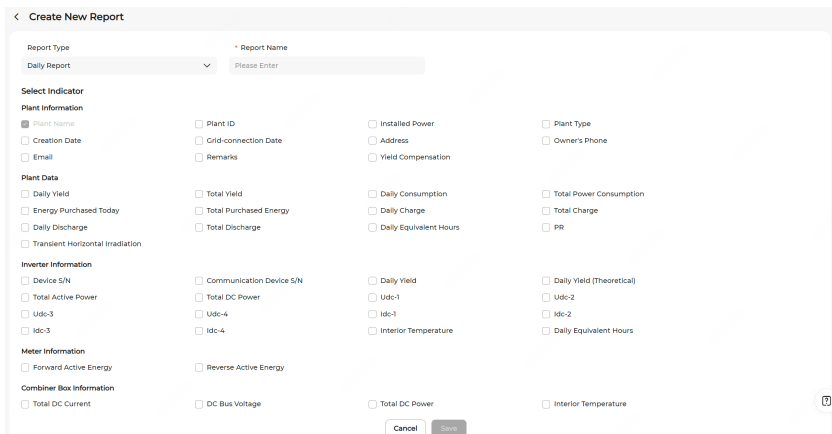 Create New Report
Report Type * Report Name
Daily Report Please Enter
Select Indicator
Plant Information
Plant Name Plant ID Installed Power Plant Type
Creation Date Grid-connection Date Address Owner's Phone
Email Remarks Yield Compensation
Plant Data
Daily Yield Total Yield Daily Consumption Total Power Consumption
Energy Purchased Today Total Purchased Energy Daily Charge Total Charge
Daily Discharge Total Discharge Daily Equivalent Hours PR
Transient Horizontal Irradiation
Inverter Information
Device S/N Communication Device S/N Daily Yield Daily Yield (Theoretical)
Total Active Power Total DC Power Udc-1 Udc-2
Udc-3 Udc-4 Idc-1 Idc-2
Idc-3 Idc-4 Interior Temperature Daily Equivalent Hours
Meter Information
Forward Active Energy Reverse Active Energy
Combiner Box Information
Total DC Current DC Bus Voltage Total DC Power Interior Temperature
Cancel Save